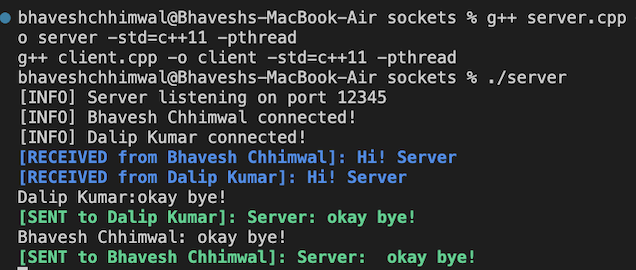 bhaveshchhimwal@Bhaveshs-MacBook-Air sockets % g++ server.cpp
o server -std=c++11 -pthread
g++ client.cpp -o client -std=c++11 -pthread
bhaveshchhimwal@Bhaveshs-MacBook-Air sockets % ./server
[INFO] Server listening on port 12345
[INFO] Bhavesh Chhimwal connected!
[INFO] Dalip Kumar connected!
[RECEIVED from Bhavesh Chhimwal]: Hi! Server
[RECEIVED from Dalip Kumar]: Hi! Server
Dalip Kumar:okay bye!
[SENT to Dalip Kumar]: Server: okay bye!
Bhavesh Chhimwal: okay bye!
[SENT to Bhavesh Chhimwal]: Server:  okay bye!